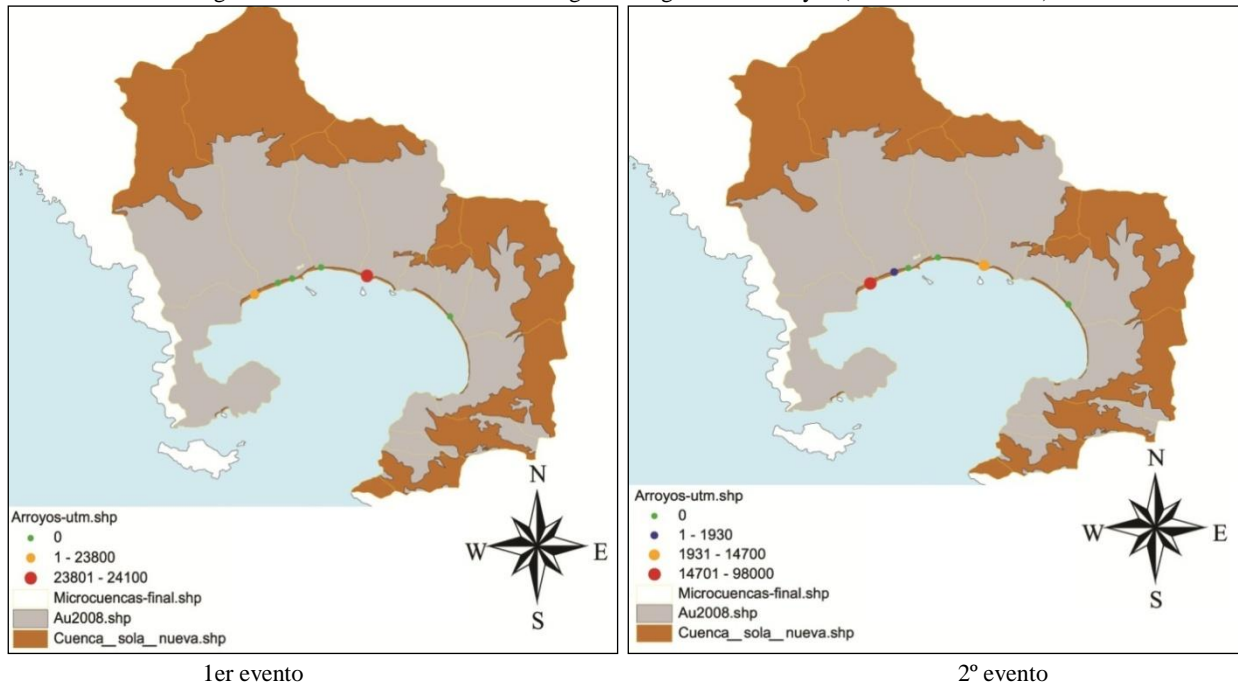 Arroyos-utm.shp
0
1 - 23800
23801 - 24100
Microcuencas-final.shp
Au2008.shp
Cuenca__sola__nueva.shp
N
W
E
S
1er evento
Arroyos-utm.shp
0
1 - 1930
1931 - 14700
14701 - 98000
Microcuencas-final.shp
Au2008.shp
Cuenca__sola__nueva.shp
N
W
E
S
2º evento